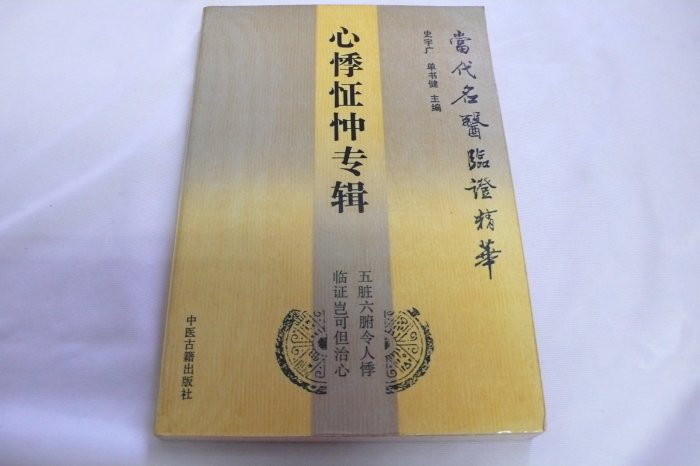 當代名醫臨證精華
史宇广 单书健 主编
心悸怔忡专辑
五脏六腑令人悸
临证岂可但治心
中医古籍出版社